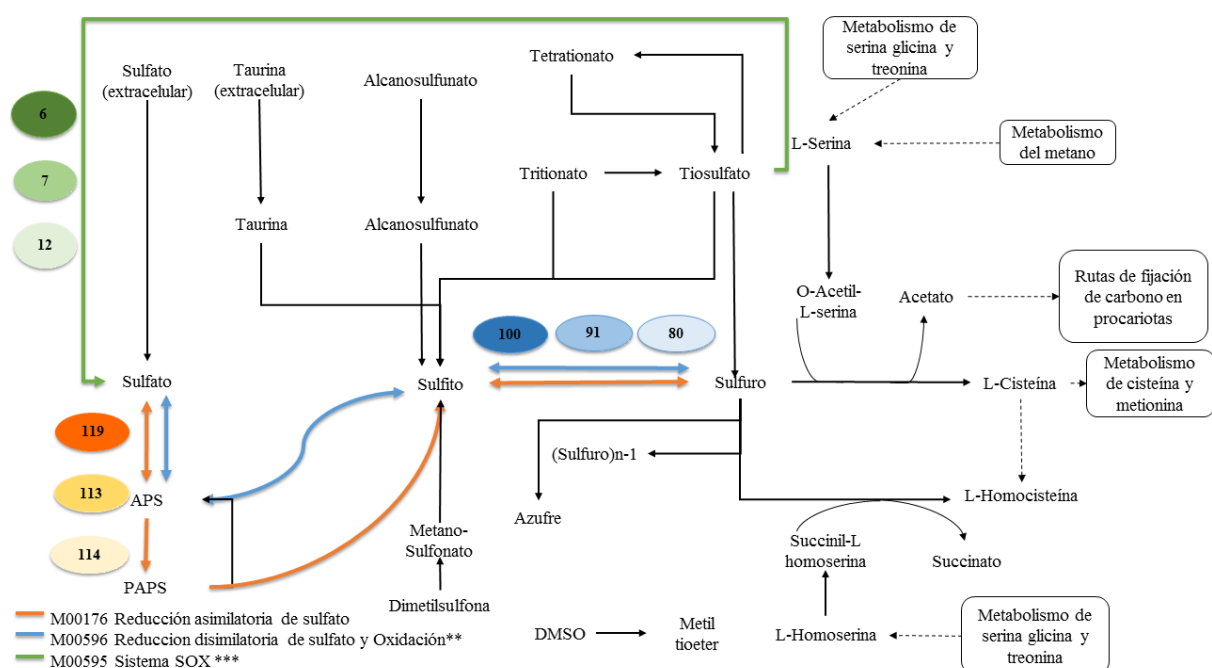 Metabolismo de
serina glicina y
treonina
Tetrationato
Sulfato
(extracelular)
Taurina
(extracelular)
Alcanosulfunato
6
L-Serina
Metabolismo
del metano
7
Tritionato
Tiosulfato
12
Taurina
Alcanosulfunato
O-Acetil-
L-serina
Acetato
Rutas de fijación
de carbono en
procariotas
100
91
80
Sulfato
Sulfito
Sulfuro
L-Cisteína
Metabolismo
de cisteína y
metionina
119
(Sulfuro)n-1
113
APS
Azufre
L-Homocisteína
114
Metano-
Sulfonato
Succinil-L
homoserina
Succinato
PAPS
Dimetilsulfona
M00176 Reducción asimilatoria de sulfato
M00596 Reduccion disimilatoria de sulfato y Oxidación**
M00595 Sistema SOX ***
DMSO
Metil
tioeter
L-Homoserina
Metabolismo de
serina glicina y
treonina